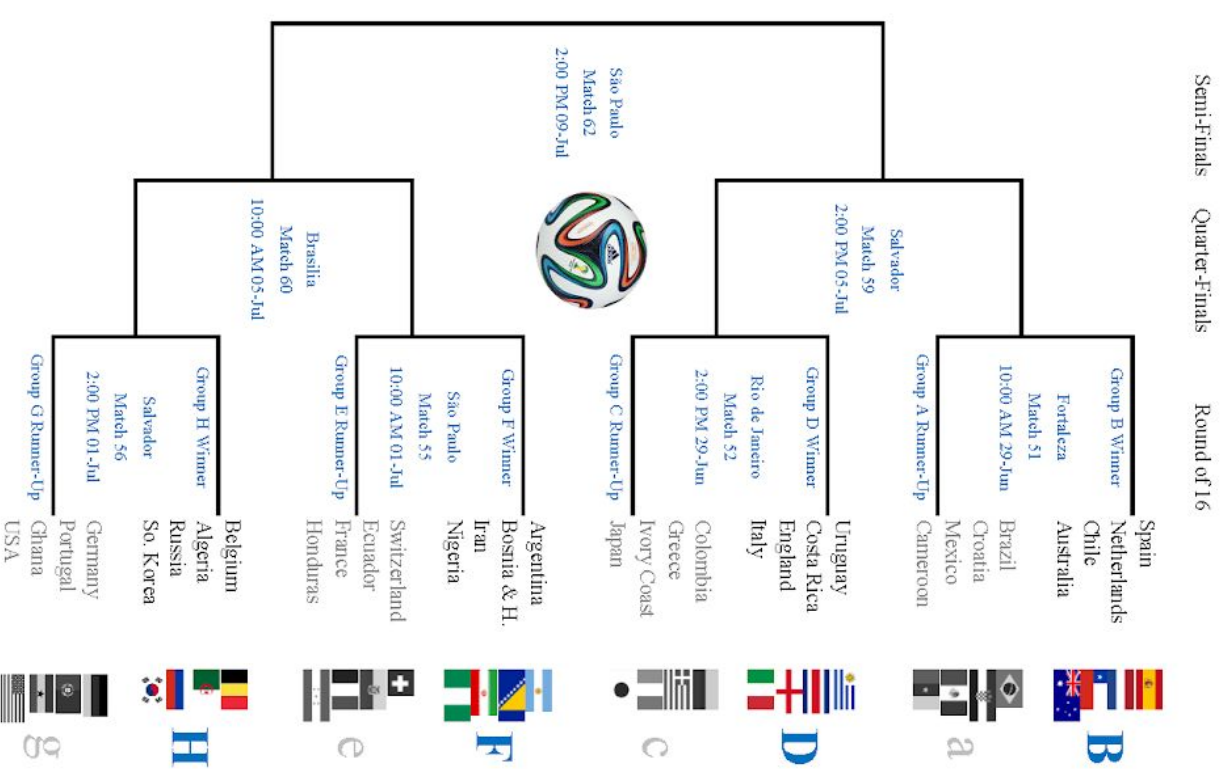 Semi-Finals Quarter-Finals Round of 16
Group B Winner
Fortaleza
Match 51
10:00 AM 29-Jun
Group A Runner-Up
Spain
Netherlands
Chile
Australia
B
Brazil
Croatia
Mexico
Cameroon
a
Salvador
Match 59
2:00 PM 05-Jul
Group D Winner
Rio de Janeiro
Match 52
2:00 PM 29-Jun
Group C Runner-Up
Uruguay
Costa Rica
England
Italy
D
Colombia
Greece
Ivory Coast
Japan
c
São Paulo
Match 62
2:00 PM 09-Jul
adidas
Group F Winner
São Paulo
Match 55
10:00 AM 01-Jul
Group E Runner-Up
Argentina
Bosnia & H.
Iran
Nigeria
F
Switzerland
Ecuador
France
Honduras
e
Brasilia
Match 60
10:00 AM 05-Jul
Group H Winner
Salvador
Match 56
2:00 PM 01-Jul
Group G Runner-Up
Belgium
Algeria
Russia
So. Korea
H
Germany
Portugal
Ghana
USA
g